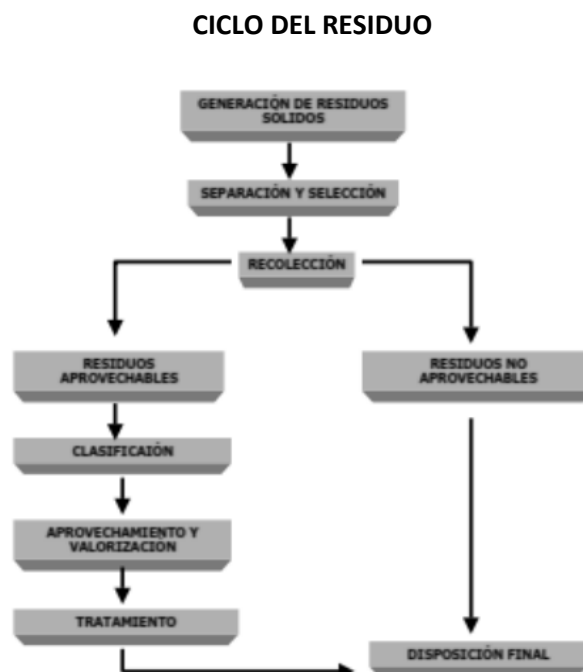 CICLO DEL RESIDUO
GENERACIÓN DE RESIDUOS
SOLIDOS
SEPARACIÓN Y SELECCIÓN
RECOLECCIÓN
RESIDUOS
APROVECHABLES
RESIDUOS NO
APROVECHABLES
CLASIFICAIÓN
APROVECHAMIENTO Y
VALORIZACIÓN
TRATAMIENTO
DISPOSICIÓN FINAL